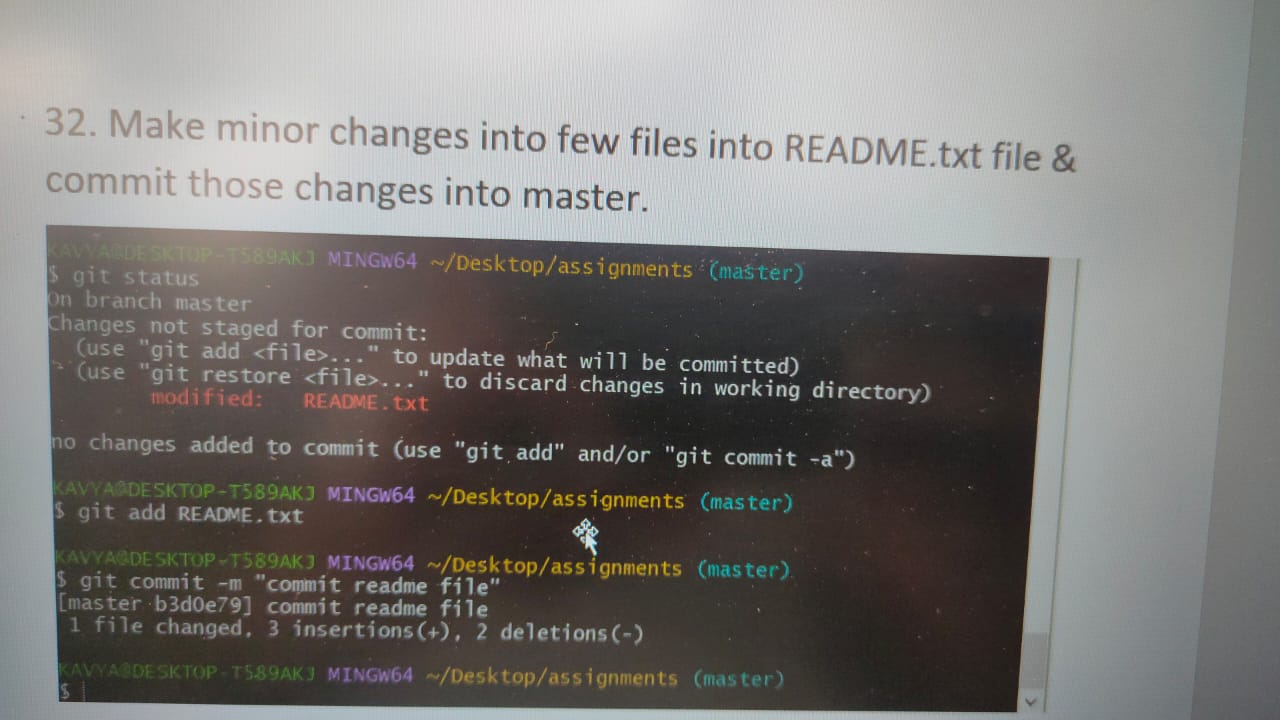 32. Make minor changes into few files into README.txt file &
commit those changes into master.
KAVYA@DESKTOP-T589AKJ MINGW64 ~/Desktop/assignments (master)
$ git status
On branch master
Changes not staged for commit:
(use "git add <file>..." to update what will be committed)
(use "git restore <file>..." to discard changes in working directory)
modified: README.txt
no changes added to commit (use "git add" and/or "git commit -a")
KAVYA@DESKTOP-T589AKJ MINGW64 ~/Desktop/assignments (master)
$ git add README.txt
KAVYA@DESKTOP-T589AKJ MINGW64 ~/Desktop/assignments (master)
$ git commit -m "commit readme file"
[master b3d0e79] commit readme file
1 file changed, 3 insertions(+), 2 deletions(-)
KAVYA@DESKTOP-T589AKJ MINGW64 ~/Desktop/assignments (master)
$